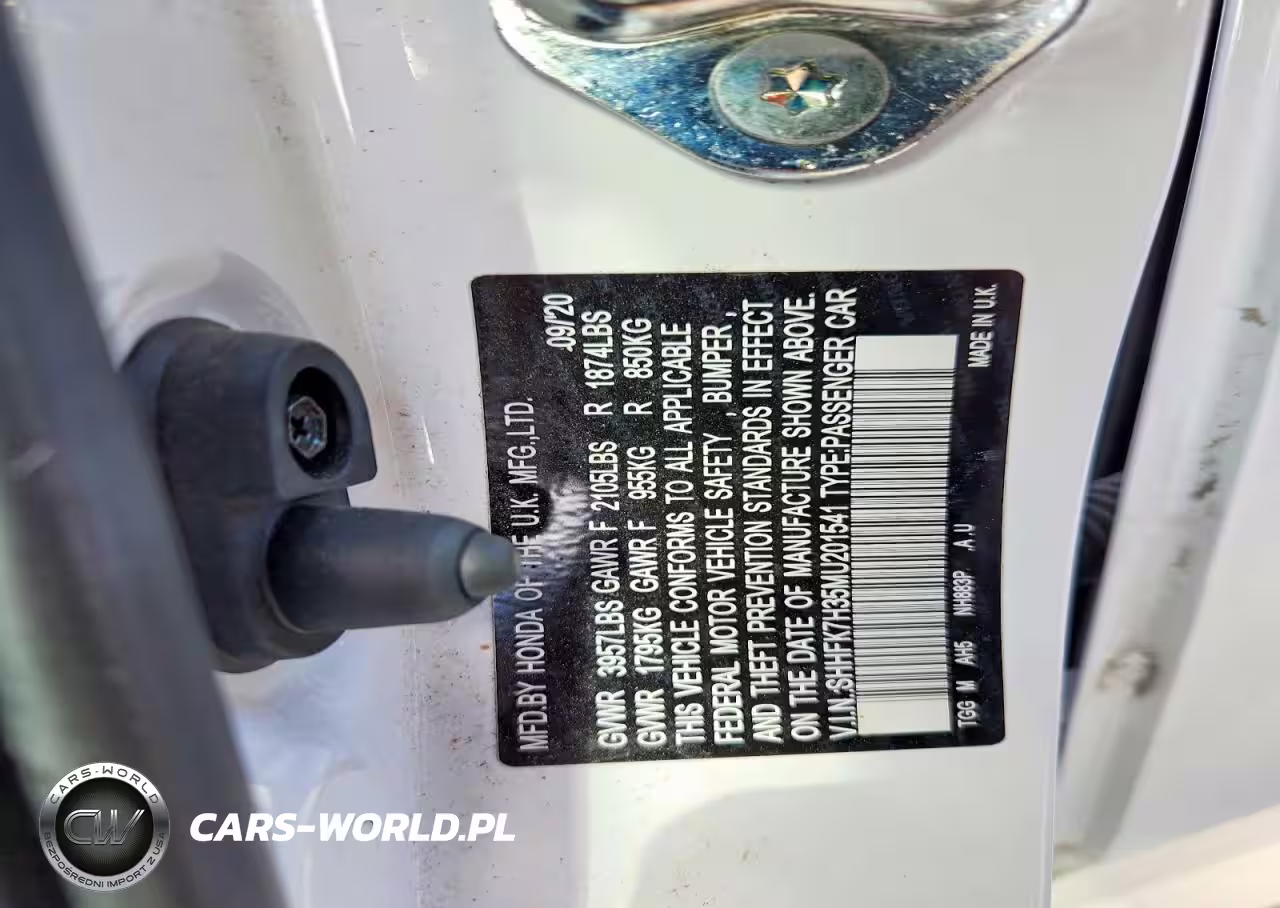 MFD.BY HONDA OF THE U.K. MFG.,LTD.
09/20
GVWR 3957LBS GAWR F 2105LBS R 1874LBS
GVWR 1795KG GAWR F 955KG R 850KG
THIS VEHICLE CONFORMS TO ALL APPLICABLE
FEDERAL MOTOR VEHICLE SAFETY , BUMPER ,
AND THEFT PREVENTION STANDARDS IN EFFECT
ON THE DATE OF MANUFACTURE SHOWN ABOVE.
V.I.N.:SHHFK7H35MU201541 TYPE:PASSENGER CAR
TGG M AH5 NH883P A.U MADE IN U.K.
CARS-WORLD
CW
BEZPOŚREDNI IMPORT Z USA
CARS-WORLD.PL